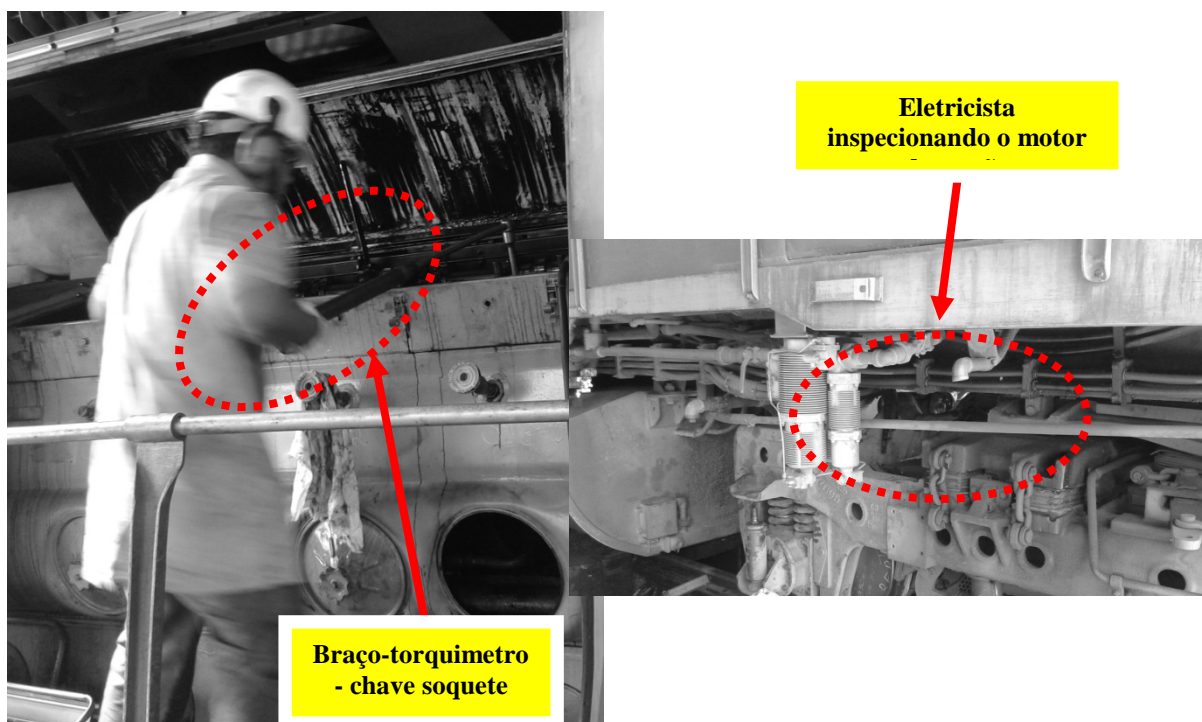 Eletricista
inspecionando o motor
Braço-torquimetro
- chave soquete